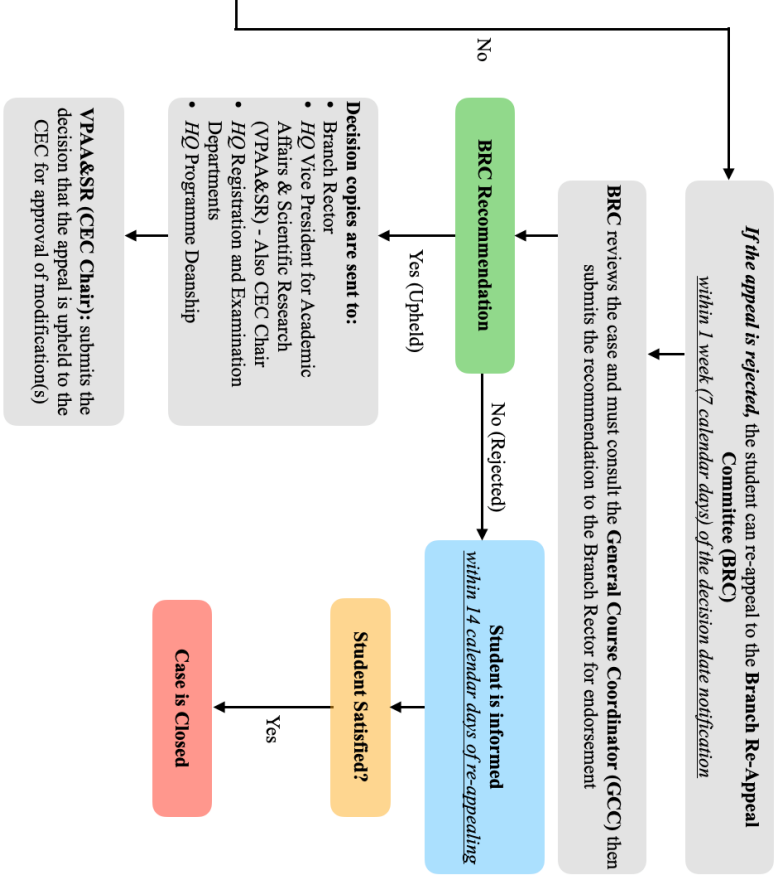 No
If the appeal is rejected, the student can re-appeal to the Branch Re-Appeal
Committee (BRC)
within 1 week (7 calendar days) of the decision date notification
BRC reviews the case and must consult the General Course Coordinator (GCC) then
submits the recommendation to the Branch Rector for endorsement
BRC Recommendation
Yes (Upheld)
No (Rejected)
Decision copies are sent to:
• Branch Rector
• HQ Vice President for Academic
Affairs & Scientific Research
(VPAA&SR) - Also CEC Chair
• HQ Registration and Examination
Departments
• HQ Programme Deanship
VPAA&SR (CEC Chair): submits the
decision that the appeal is upheld to the
CEC for approval of modification(s)
Student is informed
within 14 calendar days of re-appealing
Student Satisfied?
Yes
Case is Closed